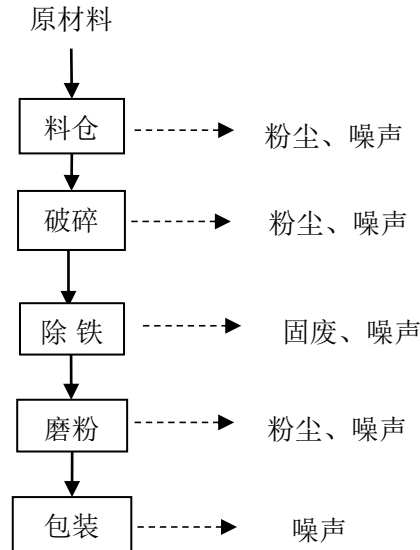 原材料
料仓
粉尘、噪声
破碎
粉尘、噪声
除 铁
固废、噪声
磨粉
粉尘、噪声
包装
噪声